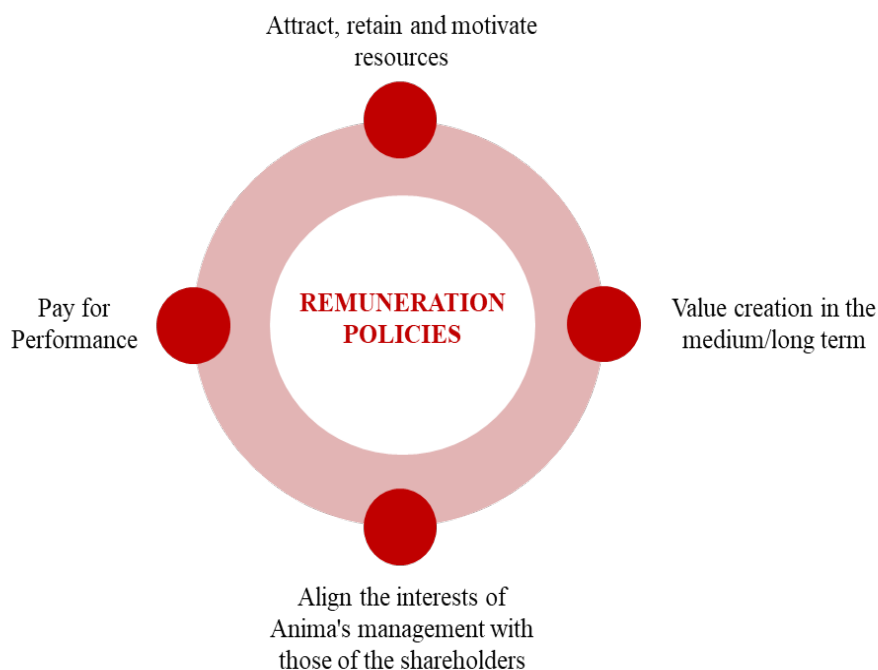 Attract, retain and motivate
resources
REMUNERATION
POLICIES
Pay for
Performance
Value creation in the
medium/long term
Align the interests of
Anima's management with
those of the shareholders